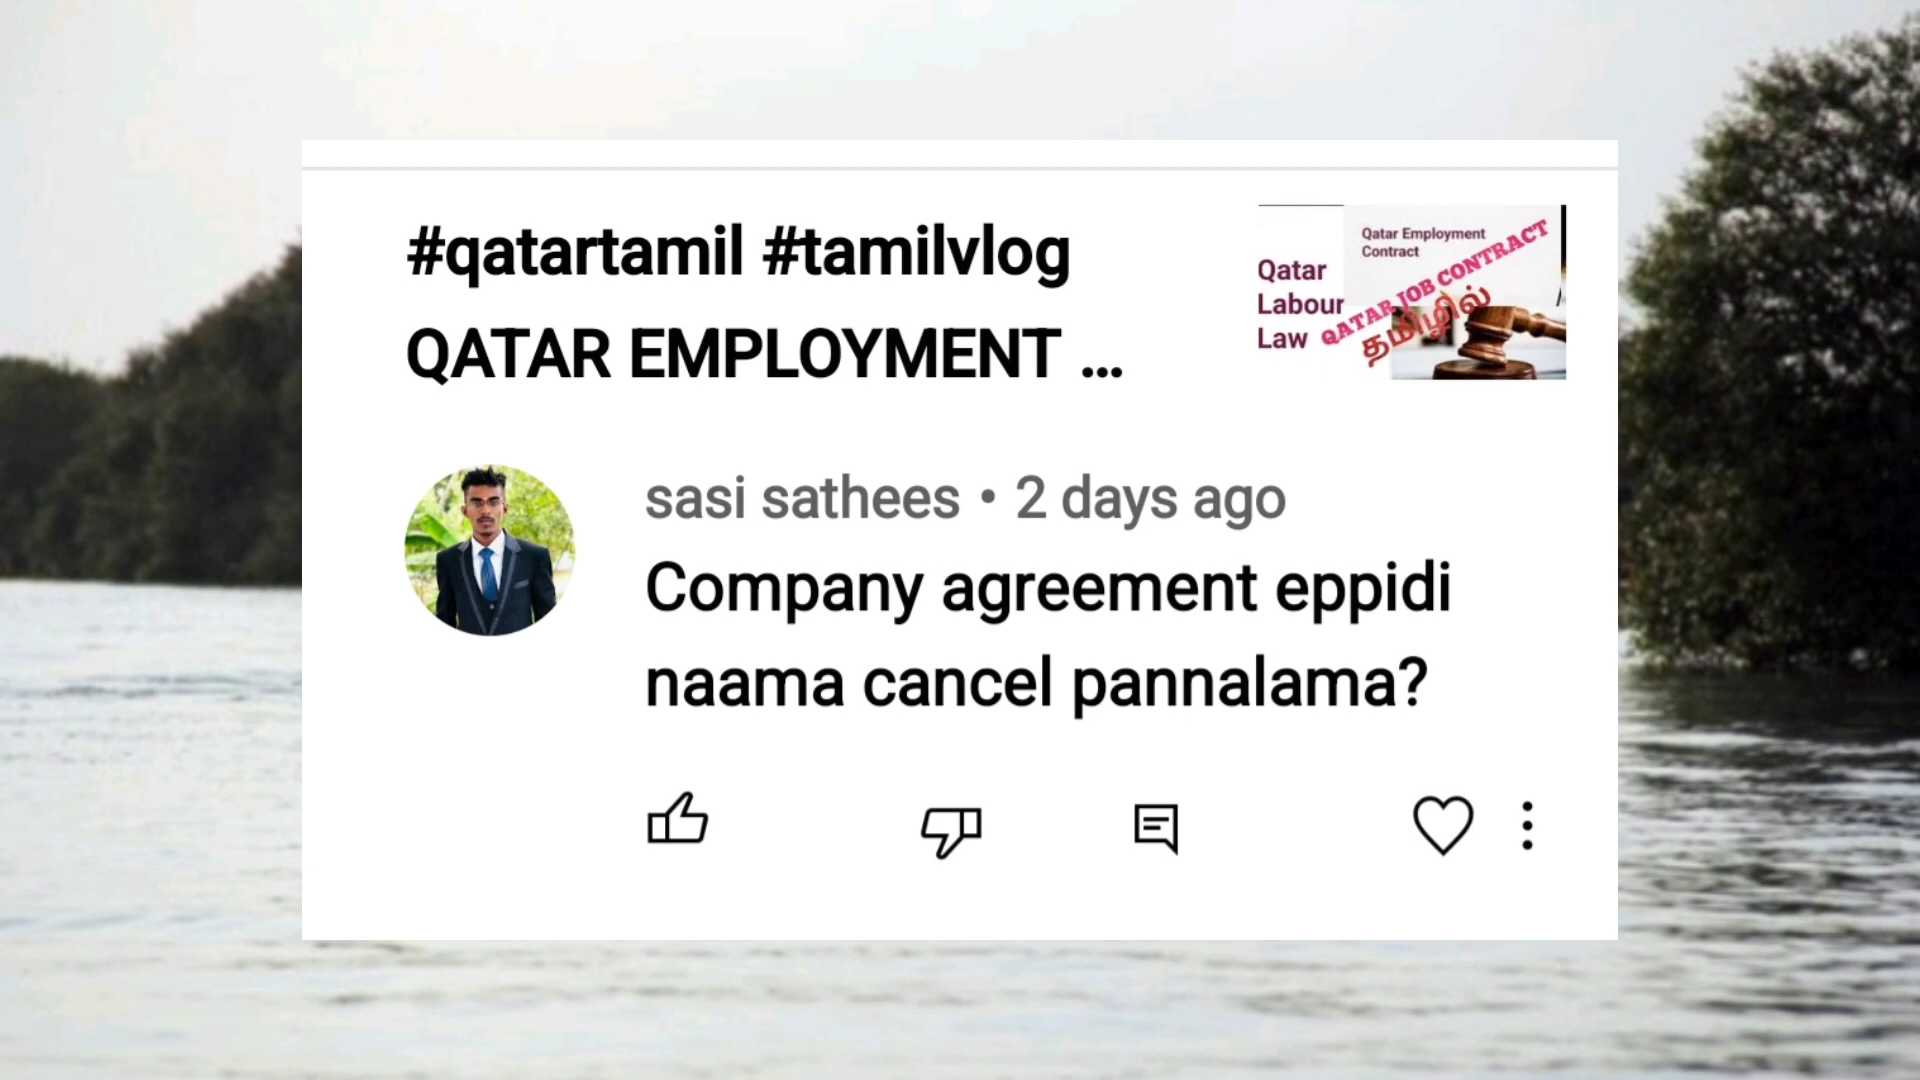 #qatartamil #tamilvlog
QATAR EMPLOYMENT ...
Qatar Employment
Contract
Qatar
Labour
Law
QATAR JOB CONTRACT
தமிழில்
sasi sathees • 2 days ago
Company agreement eppidi
naama cancel pannalama?